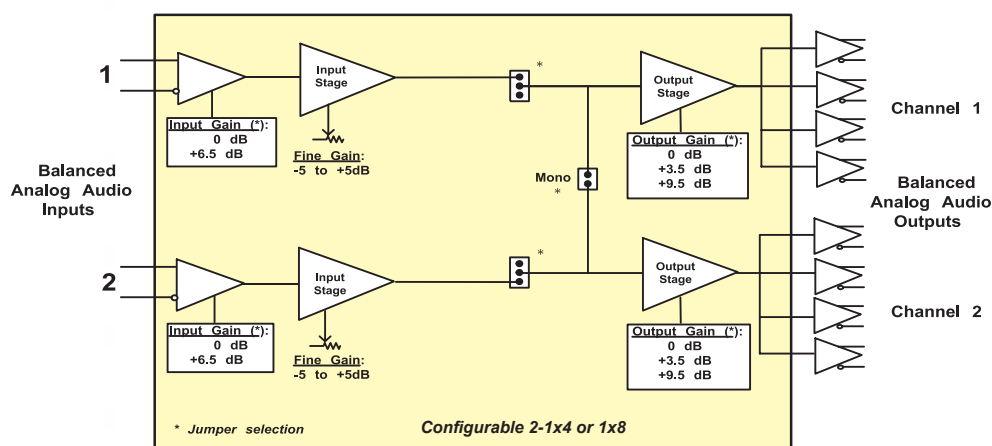 1
Input
Stage
*
Output
Stage
Channel 1
Input Gain (*):
0 dB
+6.5 dB
Fine Gain:
-5 to +5dB
Output Gain (*):
0 dB
+3.5 dB
+9.5 dB
Mono
*
Balanced
Analog Audio
Inputs
Balanced
Analog Audio
Outputs
2
Input
Stage
*
Output
Stage
Channel 2
Input Gain (*):
0 dB
+6.5 dB
Fine Gain:
-5 to +5dB
Output Gain (*):
0 dB
+3.5 dB
+9.5 dB
* Jumper selection
Configurable 2-1x4 or 1x8